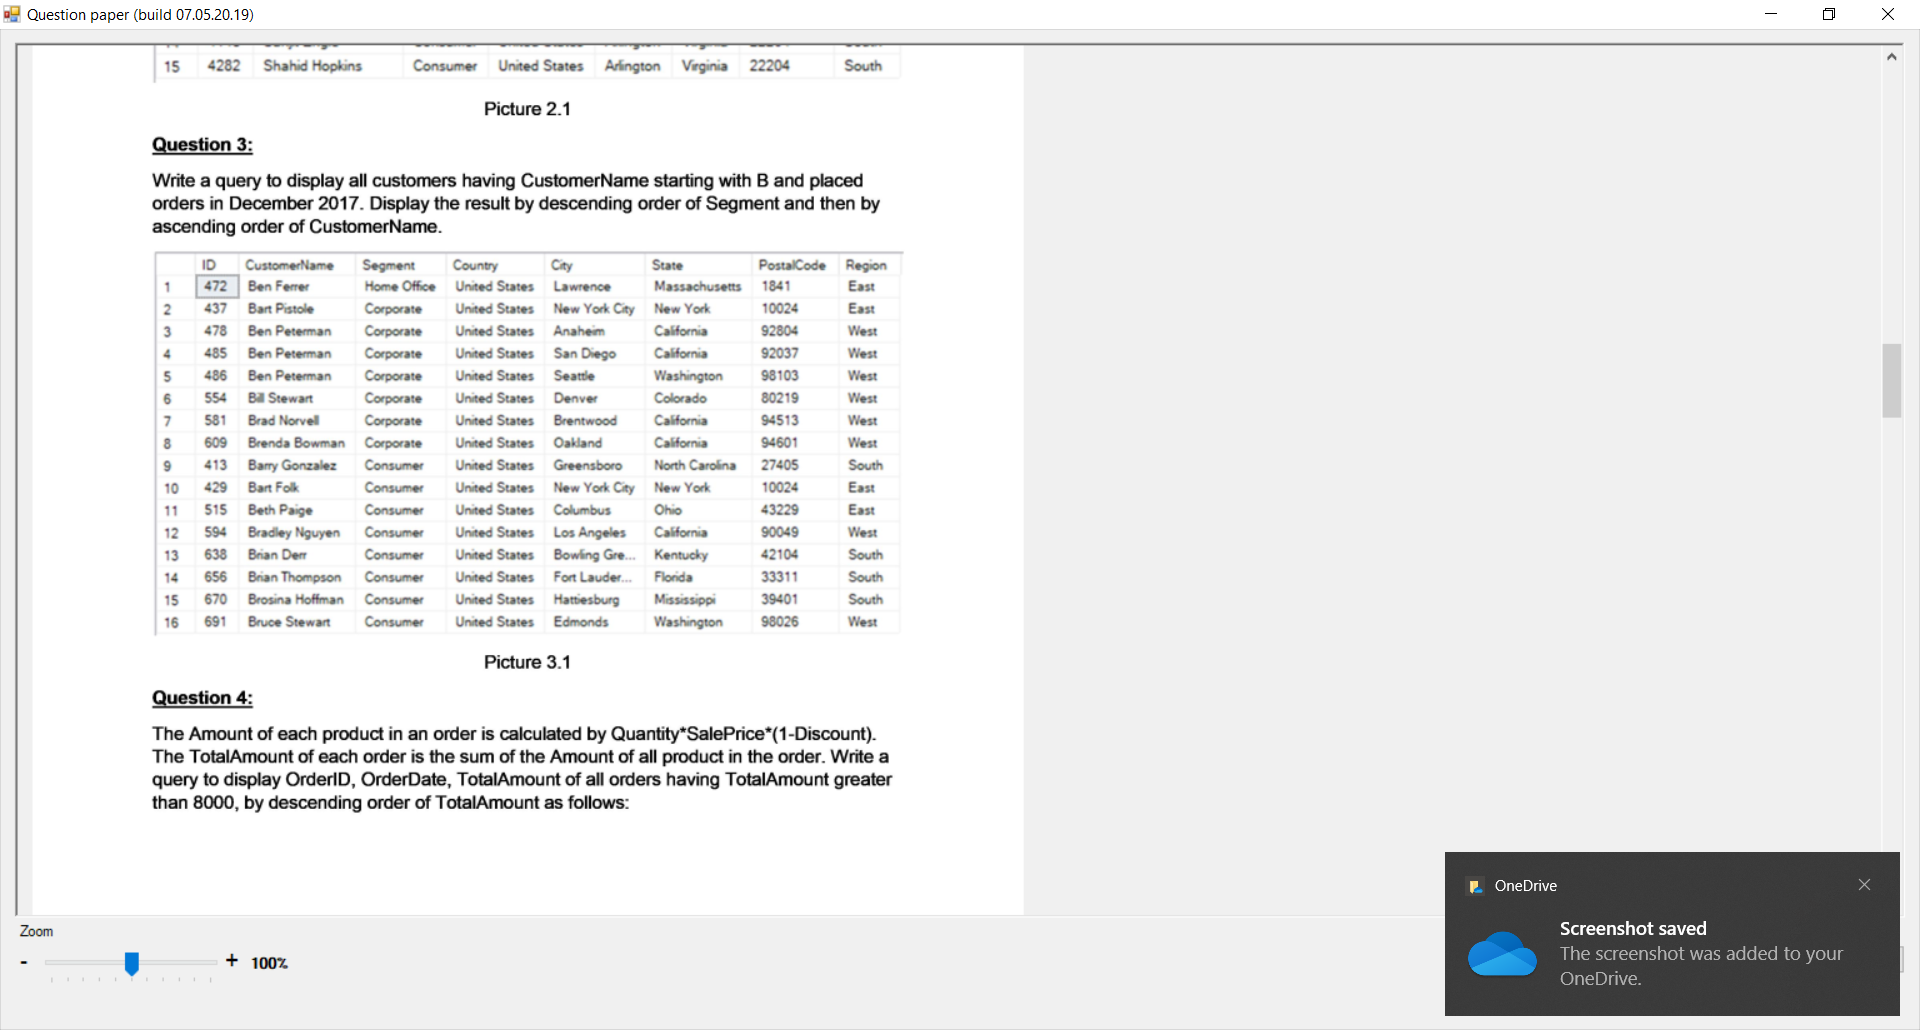 Question paper (build 07.05.20.19)
15 4282 Shahid Hopkins Consumer United States Arlington Virginia 22204 South
Picture 2.1
Question 3:
Write a query to display all customers having CustomerName starting with B and placed
orders in December 2017. Display the result by descending order of Segment and then by
ascending order of CustomerName.
ID CustomerName Segment Country City State PostalCode Region
1 472 Ben Ferrer Home Office United States Lawrence Massachusetts 1841 East
2 437 Bart Pistole Corporate United States New York City New York 10024 East
3 478 Ben Peterman Corporate United States Anaheim California 92804 West
4 485 Ben Peterman Corporate United States San Diego California 92037 West
5 486 Ben Peterman Corporate United States Seattle Washington 98103 West
6 554 Bill Stewart Corporate United States Denver Colorado 80219 West
7 581 Brad Norvell Corporate United States Brentwood California 94513 West
8 609 Brenda Bowman Corporate United States Oakland California 94601 West
9 413 Barry Gonzalez Consumer United States Greensboro North Carolina 27405 South
10 429 Bart Folk Consumer United States New York City New York 10024 East
11 515 Beth Paige Consumer United States Columbus Ohio 43229 East
12 594 Bradley Nguyen Consumer United States Los Angeles California 90049 West
13 638 Brian Derr Consumer United States Bowling Gre... Kentucky 42104 South
14 656 Brian Thompson Consumer United States Fort Lauder... Florida 33311 South
15 670 Brosina Hoffman Consumer United States Hattiesburg Mississippi 39401 South
16 691 Bruce Stewart Consumer United States Edmonds Washington 98026 West
Picture 3.1
Question 4:
The Amount of each product in an order is calculated by Quantity*SalePrice*(1-Discount).
The TotalAmount of each order is the sum of the Amount of all product in the order. Write a
query to display OrderID, OrderDate, TotalAmount of all orders having TotalAmount greater
than 8000, by descending order of TotalAmount as follows:
Zoom
- + 100%
OneDrive
Screenshot saved
The screenshot was added to your
OneDrive.